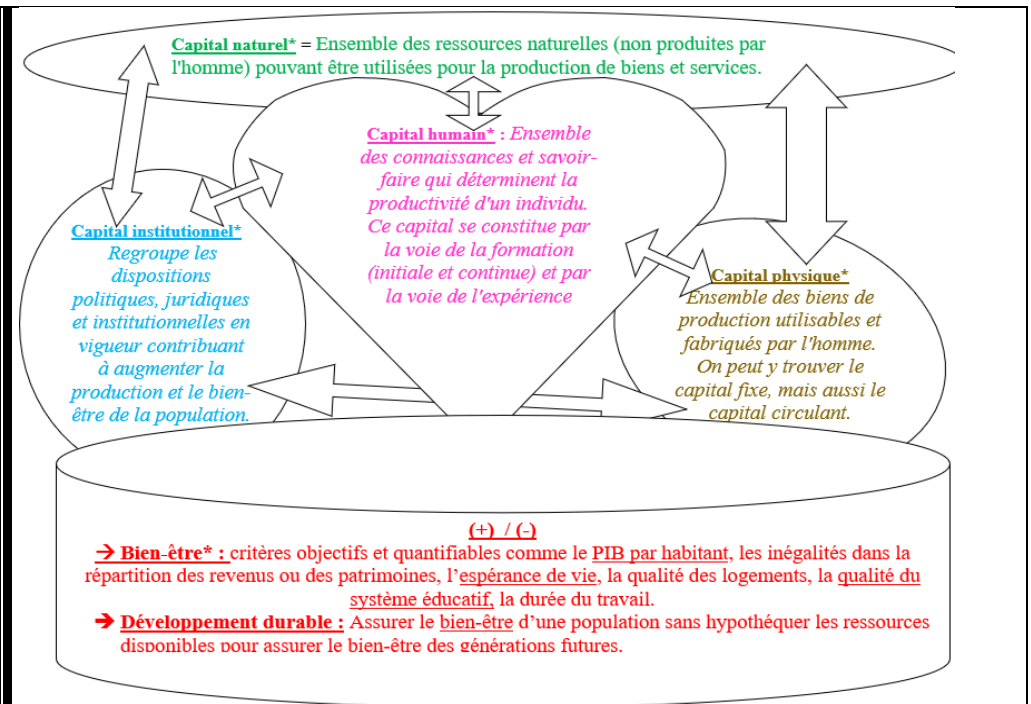 Capital naturel* = Ensemble des ressources naturelles (non produites par
l'homme) pouvant être utilisées pour la production de biens et services.
Capital humain* : Ensemble
des connaissances et savoir-
faire qui déterminent la
productivité d'un individu.
Ce capital se constitue par
la voie de la formation
(initiale et continue) et par
la voie de l'expérience
Capital institutionnel*
Regroupe les
dispositions
politiques, juridiques
et institutionnelles en
vigueur contribuant
à augmenter la
production et le bien-
être de la population.
Capital physique*
Ensemble des biens de
production utilisables et
fabriqués par l'homme.
On peut y trouver le
capital fixe, mais aussi le
capital circulant.
(+) / (-)
→ Bien-être* : critères objectifs et quantifiables comme le PIB par habitant, les inégalités dans la
répartition des revenus ou des patrimoines, l'espérance de vie, la qualité des logements, la qualité du
système éducatif, la durée du travail.
➔ Développement durable : Assurer le bien-être d'une population sans hypothéquer les ressources
disponibles pour assurer le bien-être des générations futures.